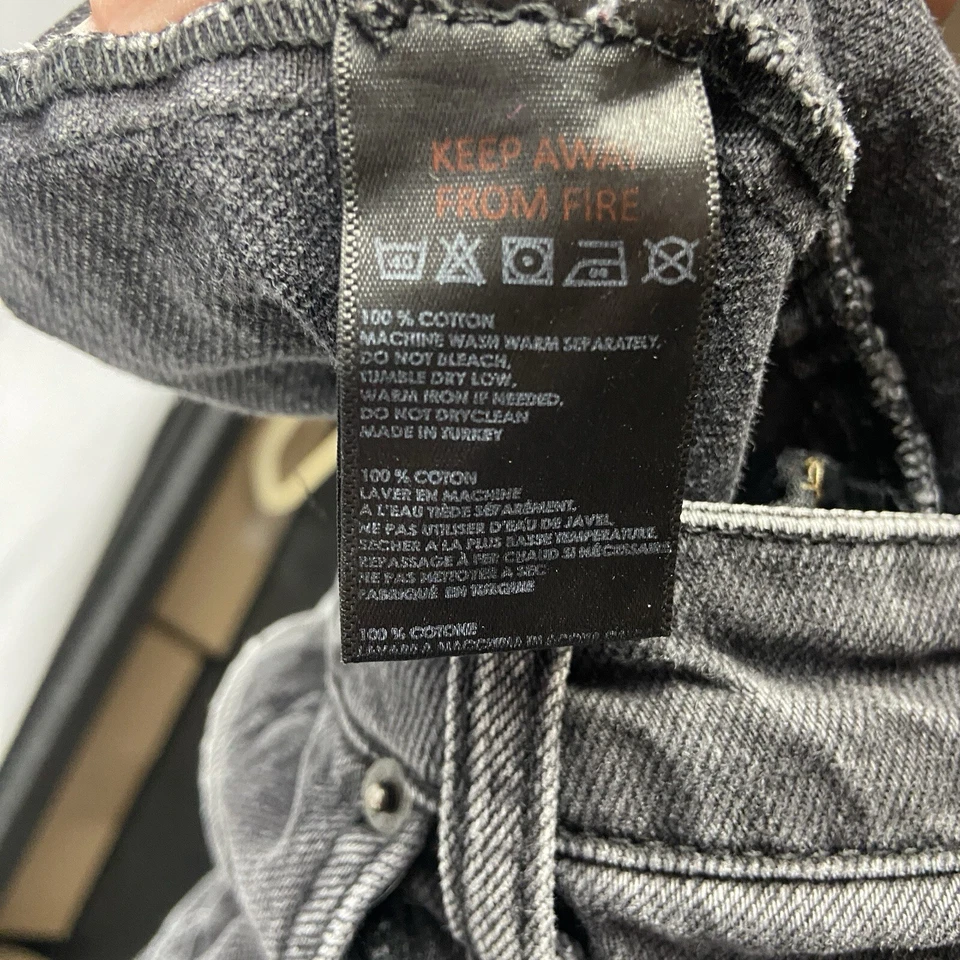 KEEP AWAY
FROM FIRE
100 % COTTON
MACHINE WASH WARM SEPARATELY.
DO NOT BLEACH,
TUMBLE DRY LOW,
WARM IRON IF NEEDED,
DO NOT DRYCLEAN
MADE IN TURKEY
100 % COTON
LAVER EN MACHINE
A L'EAU TIÈDE SÉPARÉMENT.
NE PAS UTILISER D'EAU DE JAVEL,
SÉCHER A LA PLUS BASSE TEMPERATURE.
REPASSAGE À FER CHAUD SI NÉCESSAIRE
NE PAS NETTOYER A SEC
FABRIQUÉ EN TURQUIE
100 % COTONE